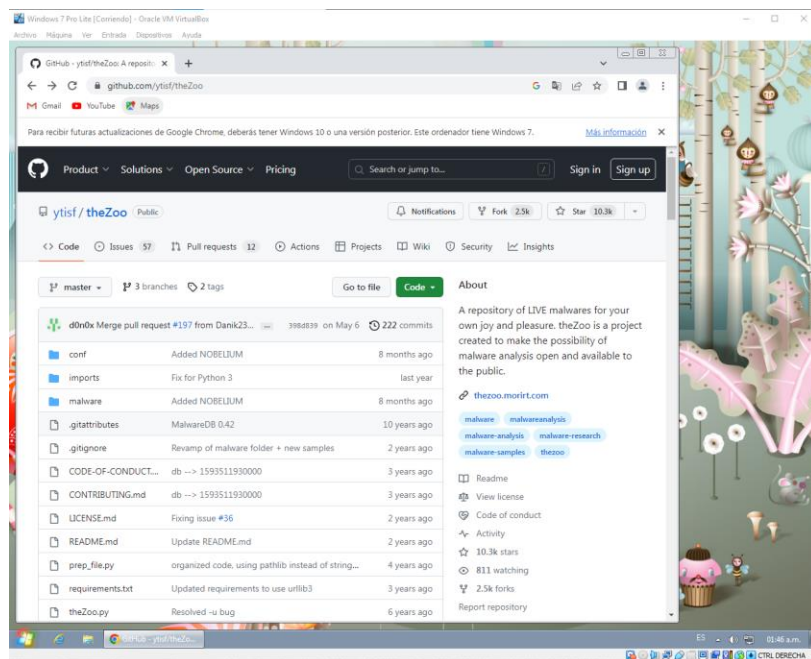 Windows 7 Pro Lite [Corriendo] - Oracle VM VirtualBox
Archivo Máquina Ver Entrada Dispositivos Ayuda
GitHub - ytisf/theZoo: A reposito
github.com/ytisf/theZoo
Gmail YouTube Maps
Para recibir futuras actualizaciones de Google Chrome, deberás tener Windows 10 o una versión posterior. Este ordenador tiene Windows 7. Más información
Product Solutions Open Source Pricing Search or jump to... / Sign in Sign up
ytisf / theZoo Public Notifications Fork 2.5k Star 10.3k
<> Code Issues 57 Pull requests 12 Actions Projects Wiki Security Insights
master 3 branches 2 tags Go to file Code
d0n0x Merge pull request #197 from Danik23... ... 398d839 on May 6 222 commits
conf Added NOBELIUM 8 months ago
imports Fix for Python 3 last year
malware Added NOBELIUM 8 months ago
.gitattributes MalwareDB 0.42 10 years ago
.gitignore Revamp of malware folder + new samples 2 years ago
CODE-OF-CONDUCT.... db --> 1593511930000 3 years ago
CONTRIBUTING.md db --> 1593511930000 3 years ago
LICENSE.md Fixing issue #36 2 years ago
README.md Update README.md 2 years ago
prep_file.py organized code, using pathlib instead of string... 4 years ago
requirements.txt Updated requirements to use urllib3 3 years ago
theZoo.py Resolved -u bug 6 years ago
About
A repository of LIVE malwares for your
own joy and pleasure. theZoo is a project
created to make the possibility of
malware analysis open and available to
the public.
thezoo.morirt.com
malware malwareanalysis
malware-analysis malware-research
malware-samples thezoo
Readme
View license
Code of conduct
Activity
10.3k stars
811 watching
2.5k forks
Report repository
GitHub - ytisf/theZo...
ES 01:46 a.m.
CTRL DERECHA